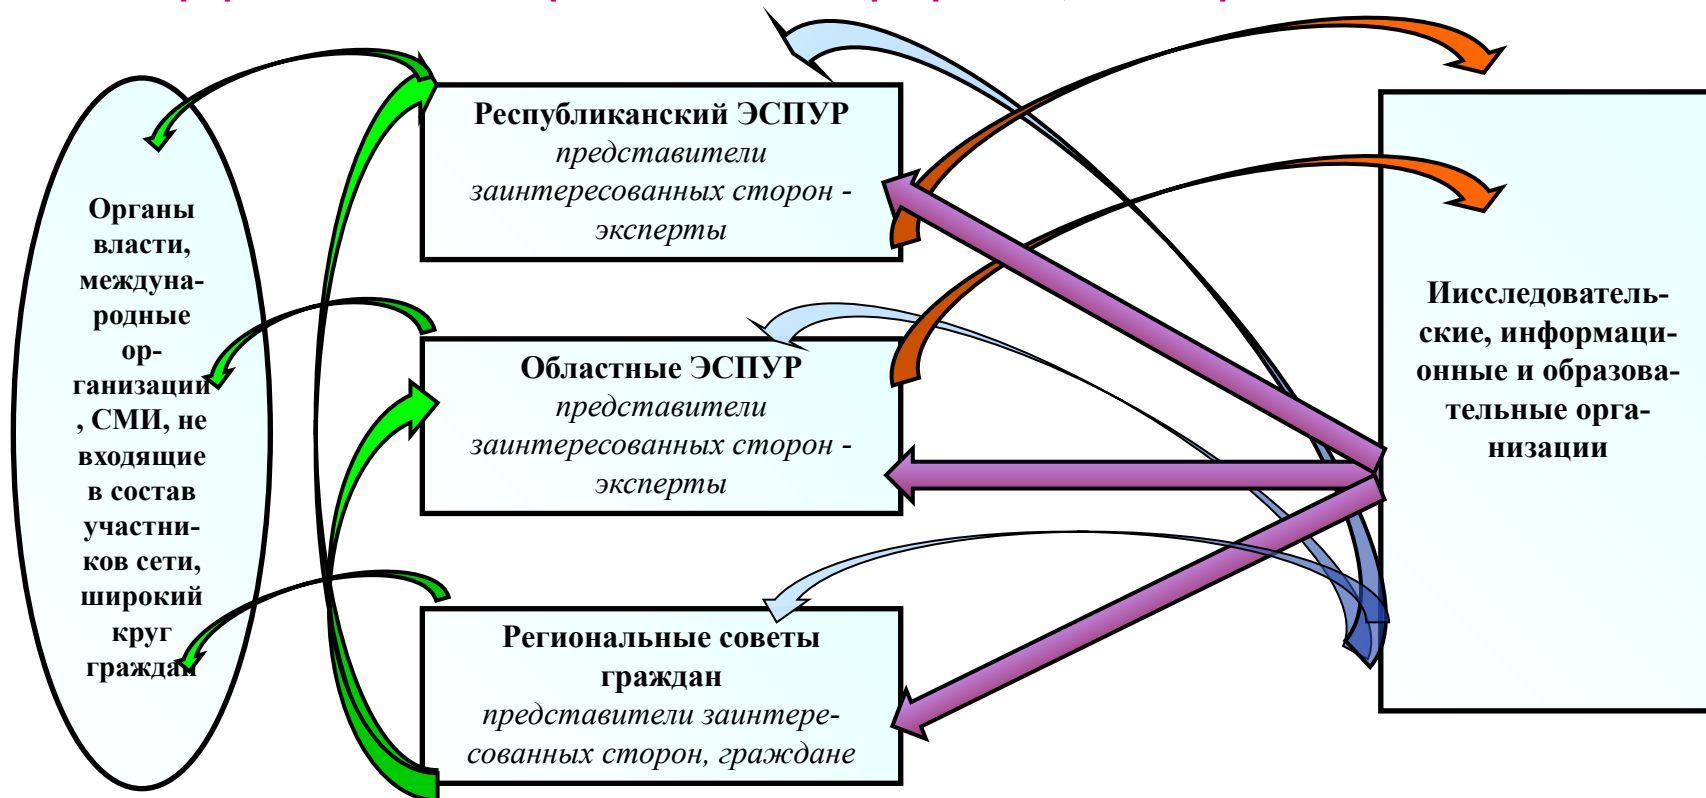 Органы
власти,
междуна-
родные
ор-
ганизации
, СМИ, не
входящие
в состав
участни-
ков сети,
широкий
круг
граждан
Республиканский ЭСПУР
представители
заинтересованных сторон -
эксперты
Областные ЭСПУР
представители
заинтересованных сторон -
эксперты
Региональные советы
граждан
представители заинтере-
сованных сторон, граждане
Иисследователь-
ские, информаци-
онные и образова-
тельные орга-
низации